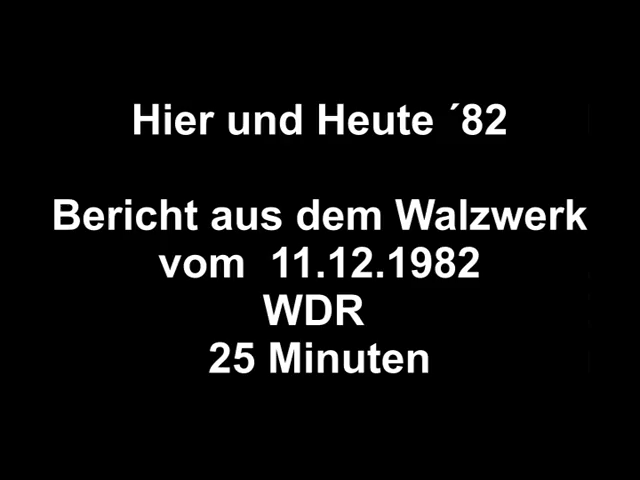 Hier und Heute ´82
Bericht aus dem Walzwerk
vom  11.12.1982
WDR
25 Minuten